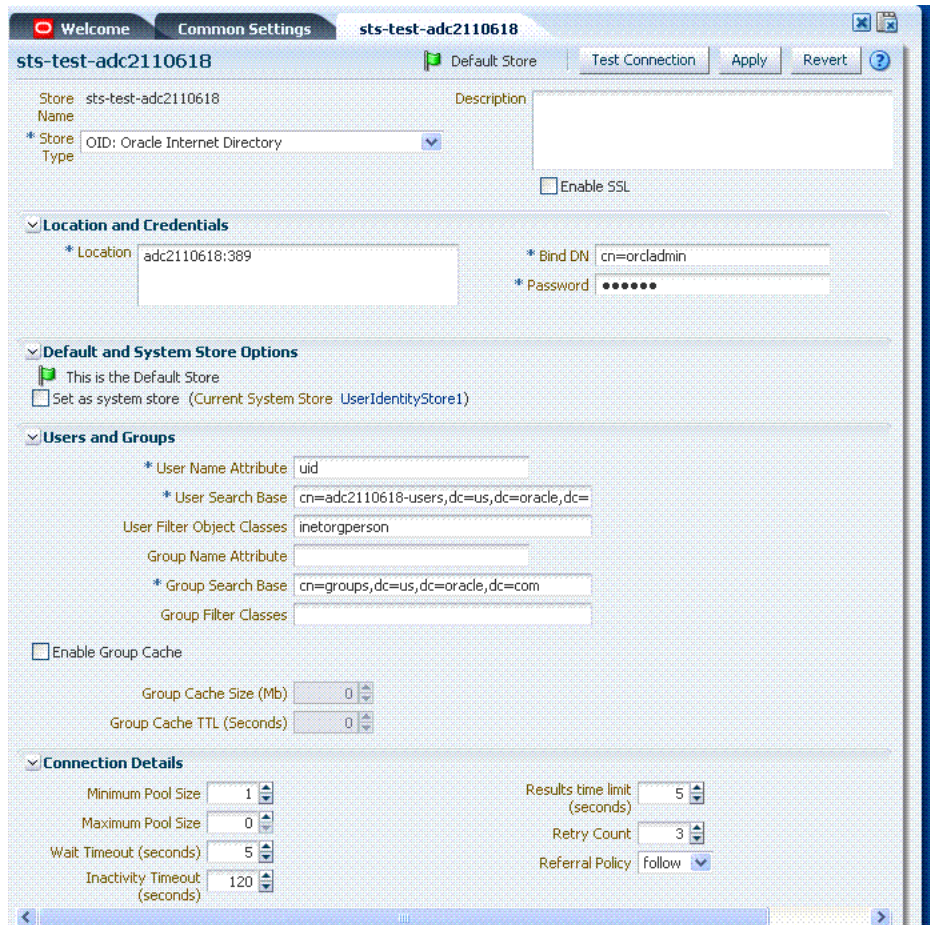 Welcome Common Settings sts-test-adc2110618
sts-test-adc2110618 Default Store Test Connection Apply Revert ?
Store Name sts-test-adc2110618
Description
* Store Type OID: Oracle Internet Directory
Enable SSL
Location and Credentials
* Location adc2110618:389
* Bind DN cn=orcladmin
* Password ●●●●●●
Default and System Store Options
This is the Default Store
Set as system store (Current System Store UserIdentityStore1)
Users and Groups
* User Name Attribute uid
* User Search Base cn=adc2110618-users,dc=us,dc=oracle,dc=
User Filter Object Classes inetorgperson
Group Name Attribute
* Group Search Base cn=groups,dc=us,dc=oracle,dc=com
Group Filter Classes
Enable Group Cache
Group Cache Size (Mb) 0
Group Cache TTL (Seconds) 0
Connection Details
Minimum Pool Size 1
Maximum Pool Size 0
Wait Timeout (seconds) 5
Inactivity Timeout (seconds) 120
Results time limit (seconds) 5
Retry Count 3
Referral Policy follow